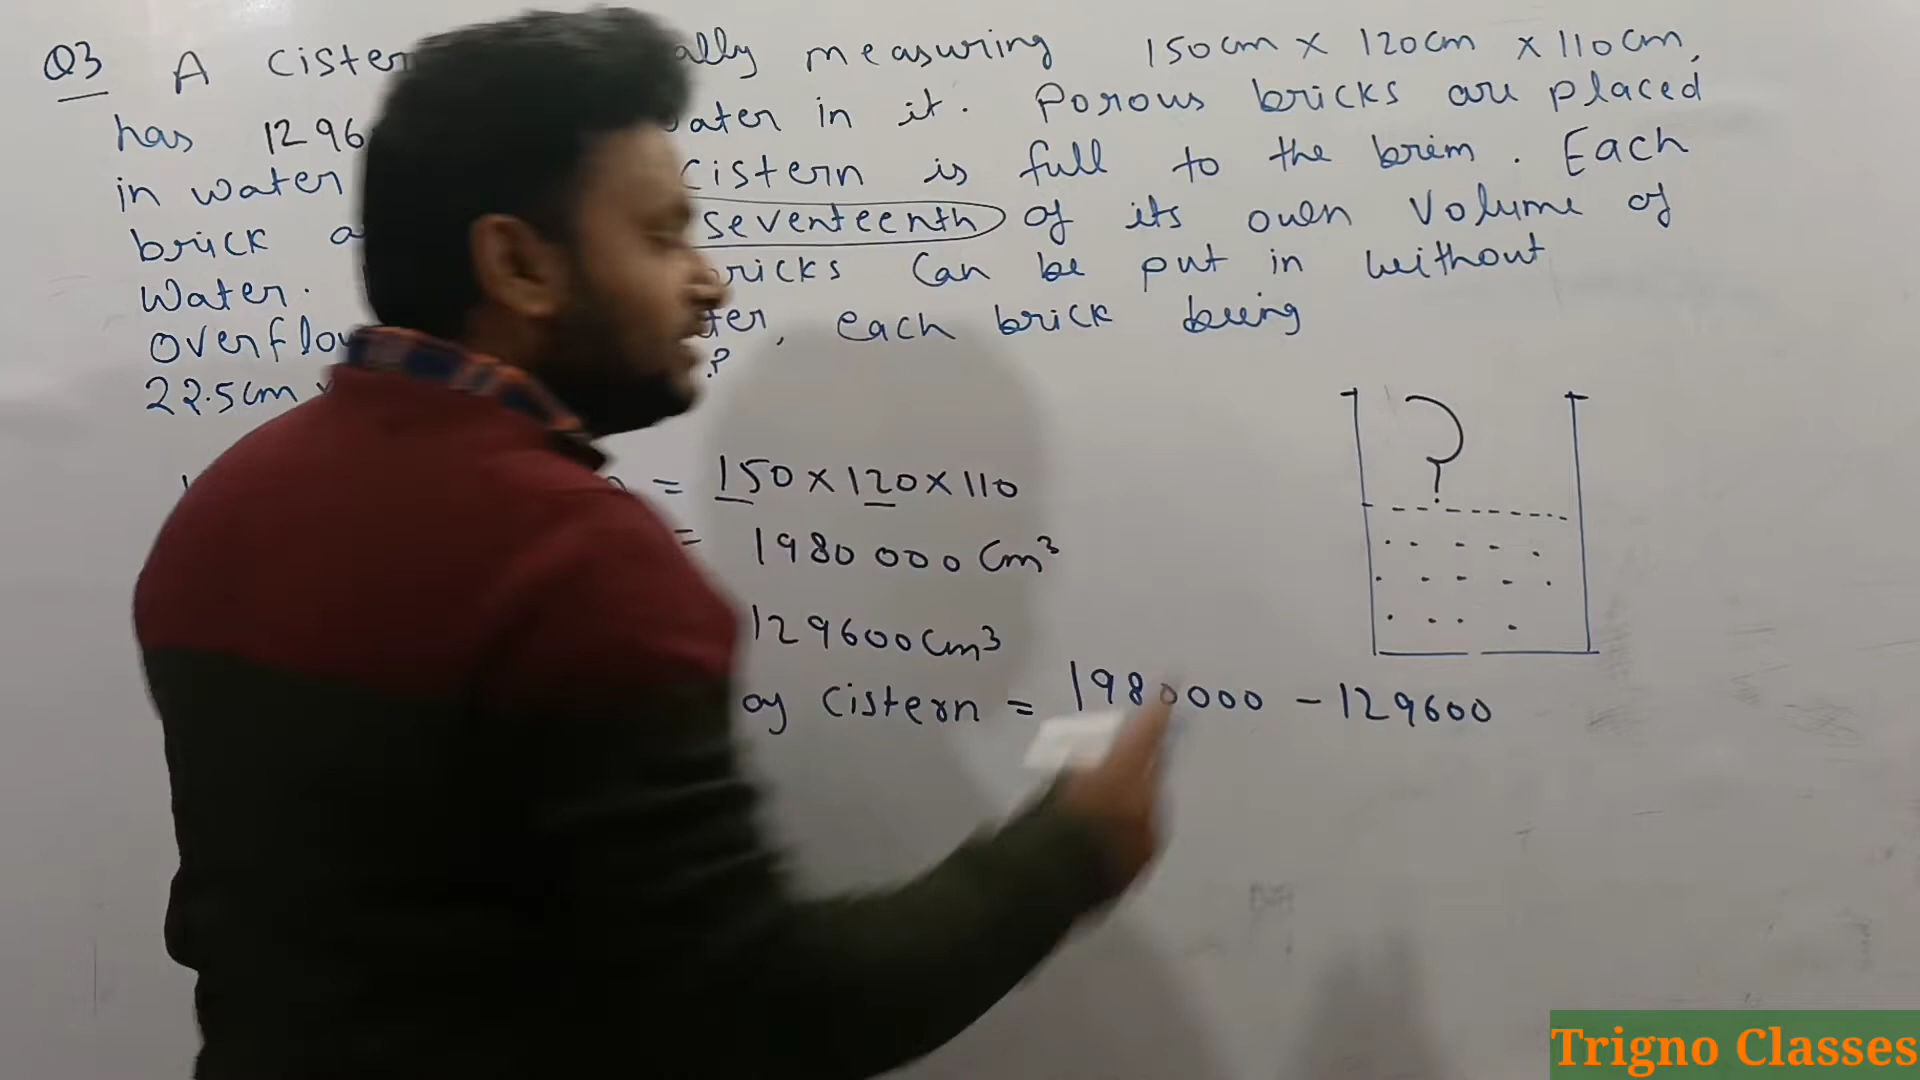 Q3 A cister ally measuring 150cm x 120cm x 110cm,
has 1296 ater in it. Porous bricks are placed
in water cistern is full to the brim. Each
brick a seventeenth of its own volume of
water. ricks can be put in without
overflow ter, each brick being
22.5cm x ?
= 150 x 120 x 110
= 1980 000 cm³
129600 cm³
of cistern = 1980000 - 129600
Trigno Classes